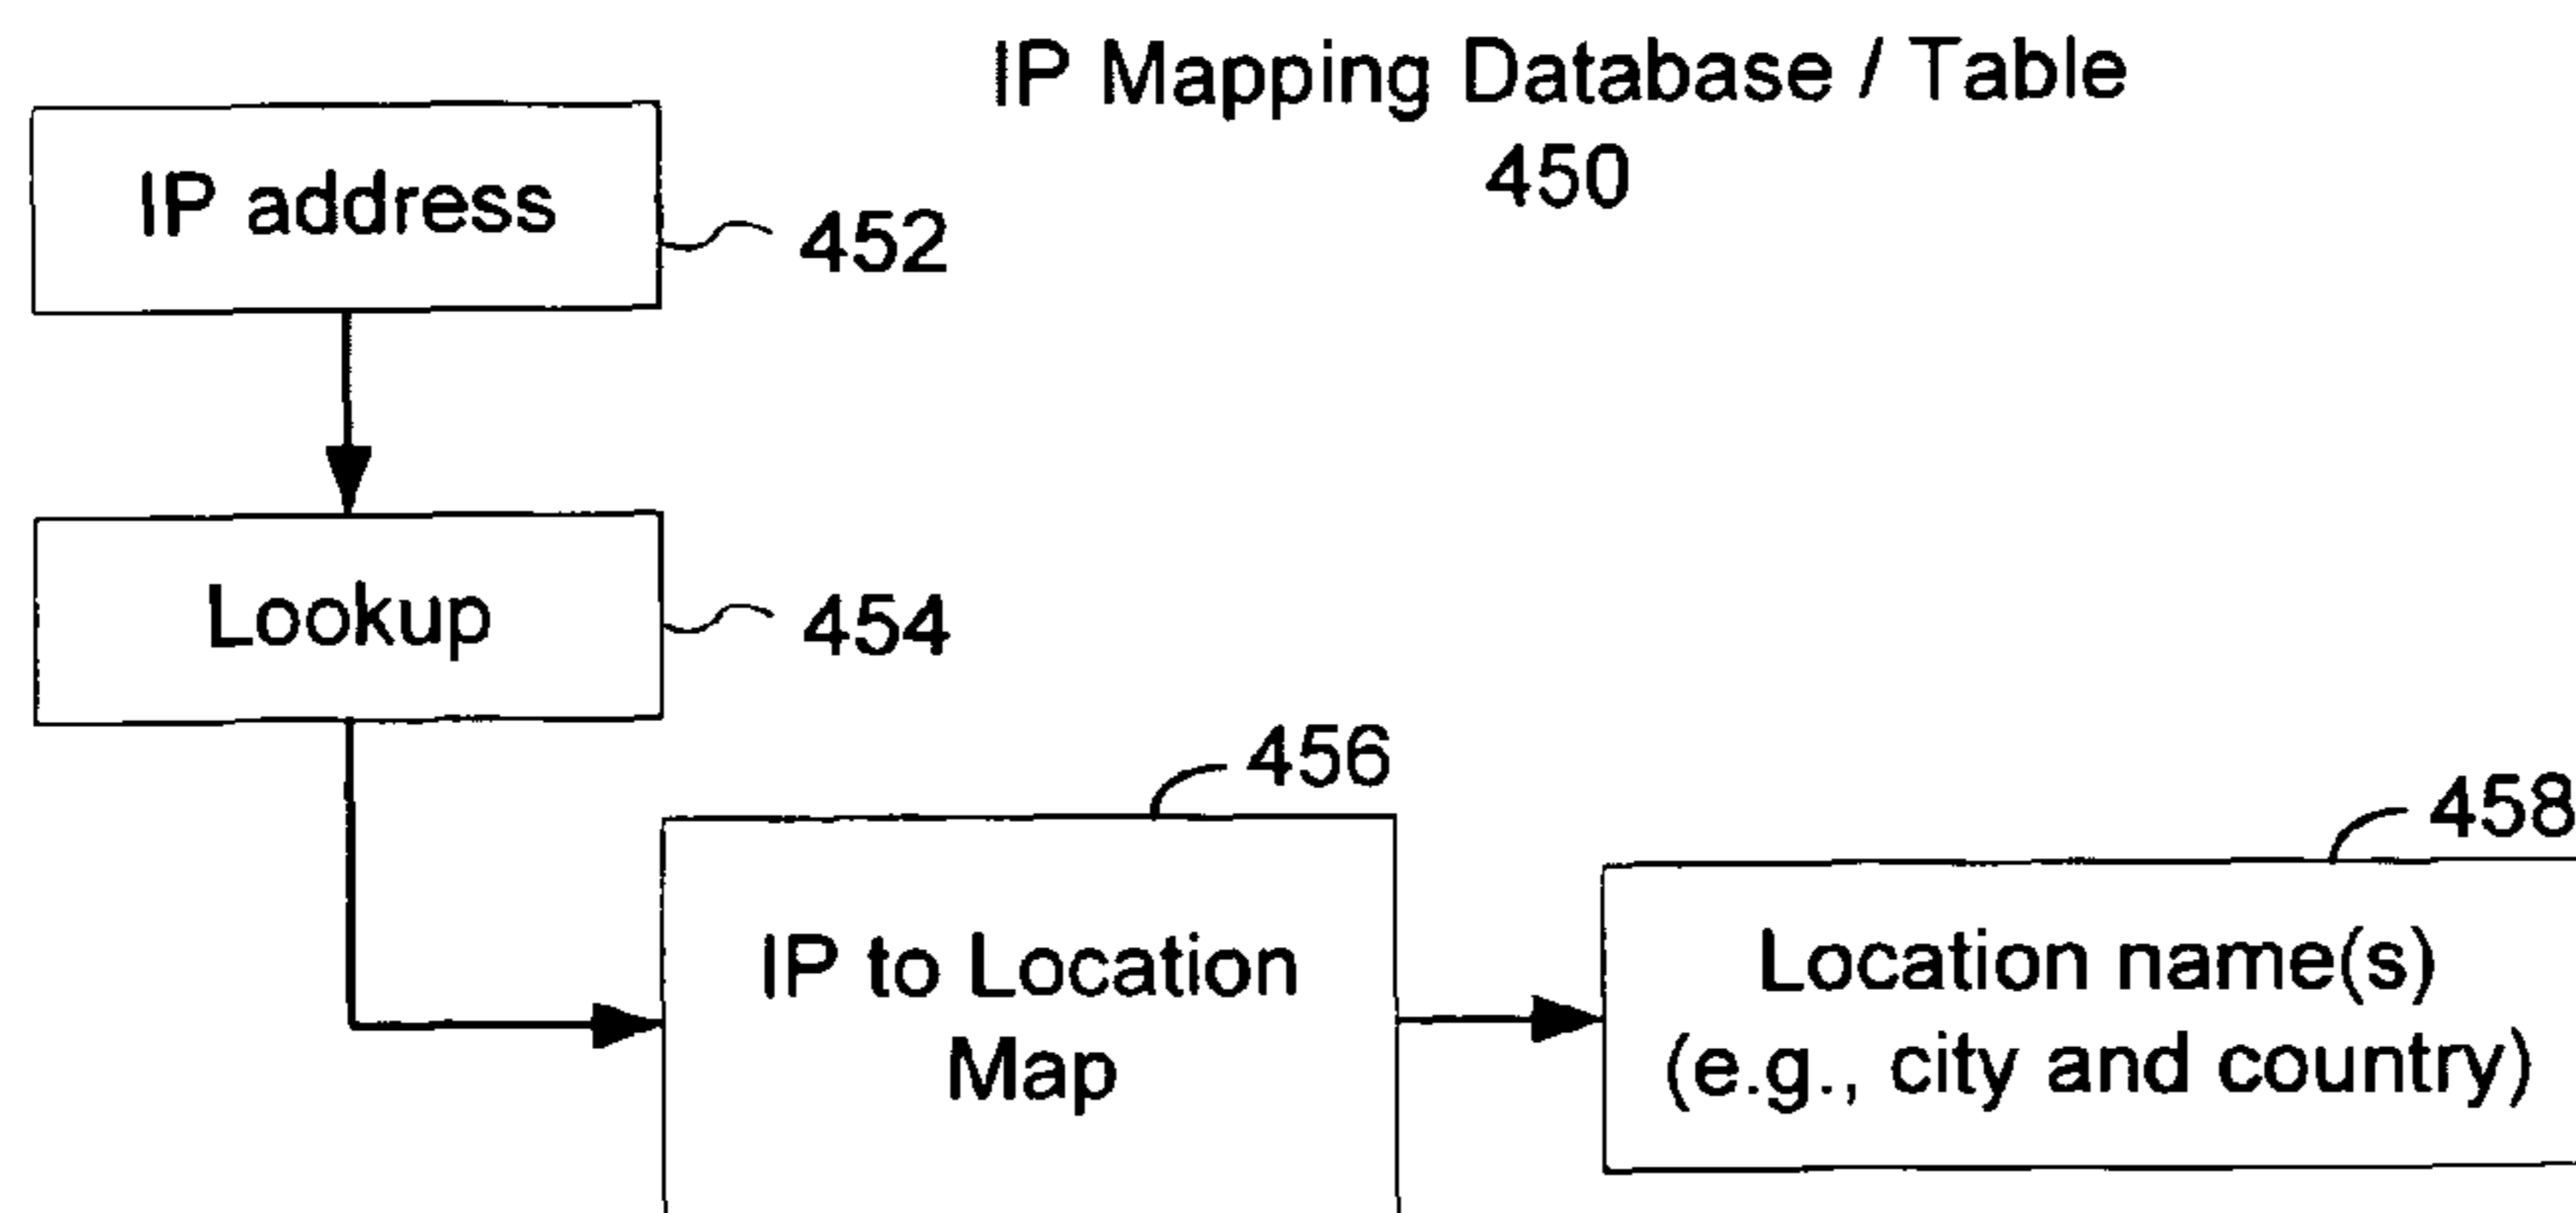 IP Mapping Database / Table
450
IP address
452
Lookup
454
456
IP to Location
Map
458
Location name(s)
(e.g., city and country)